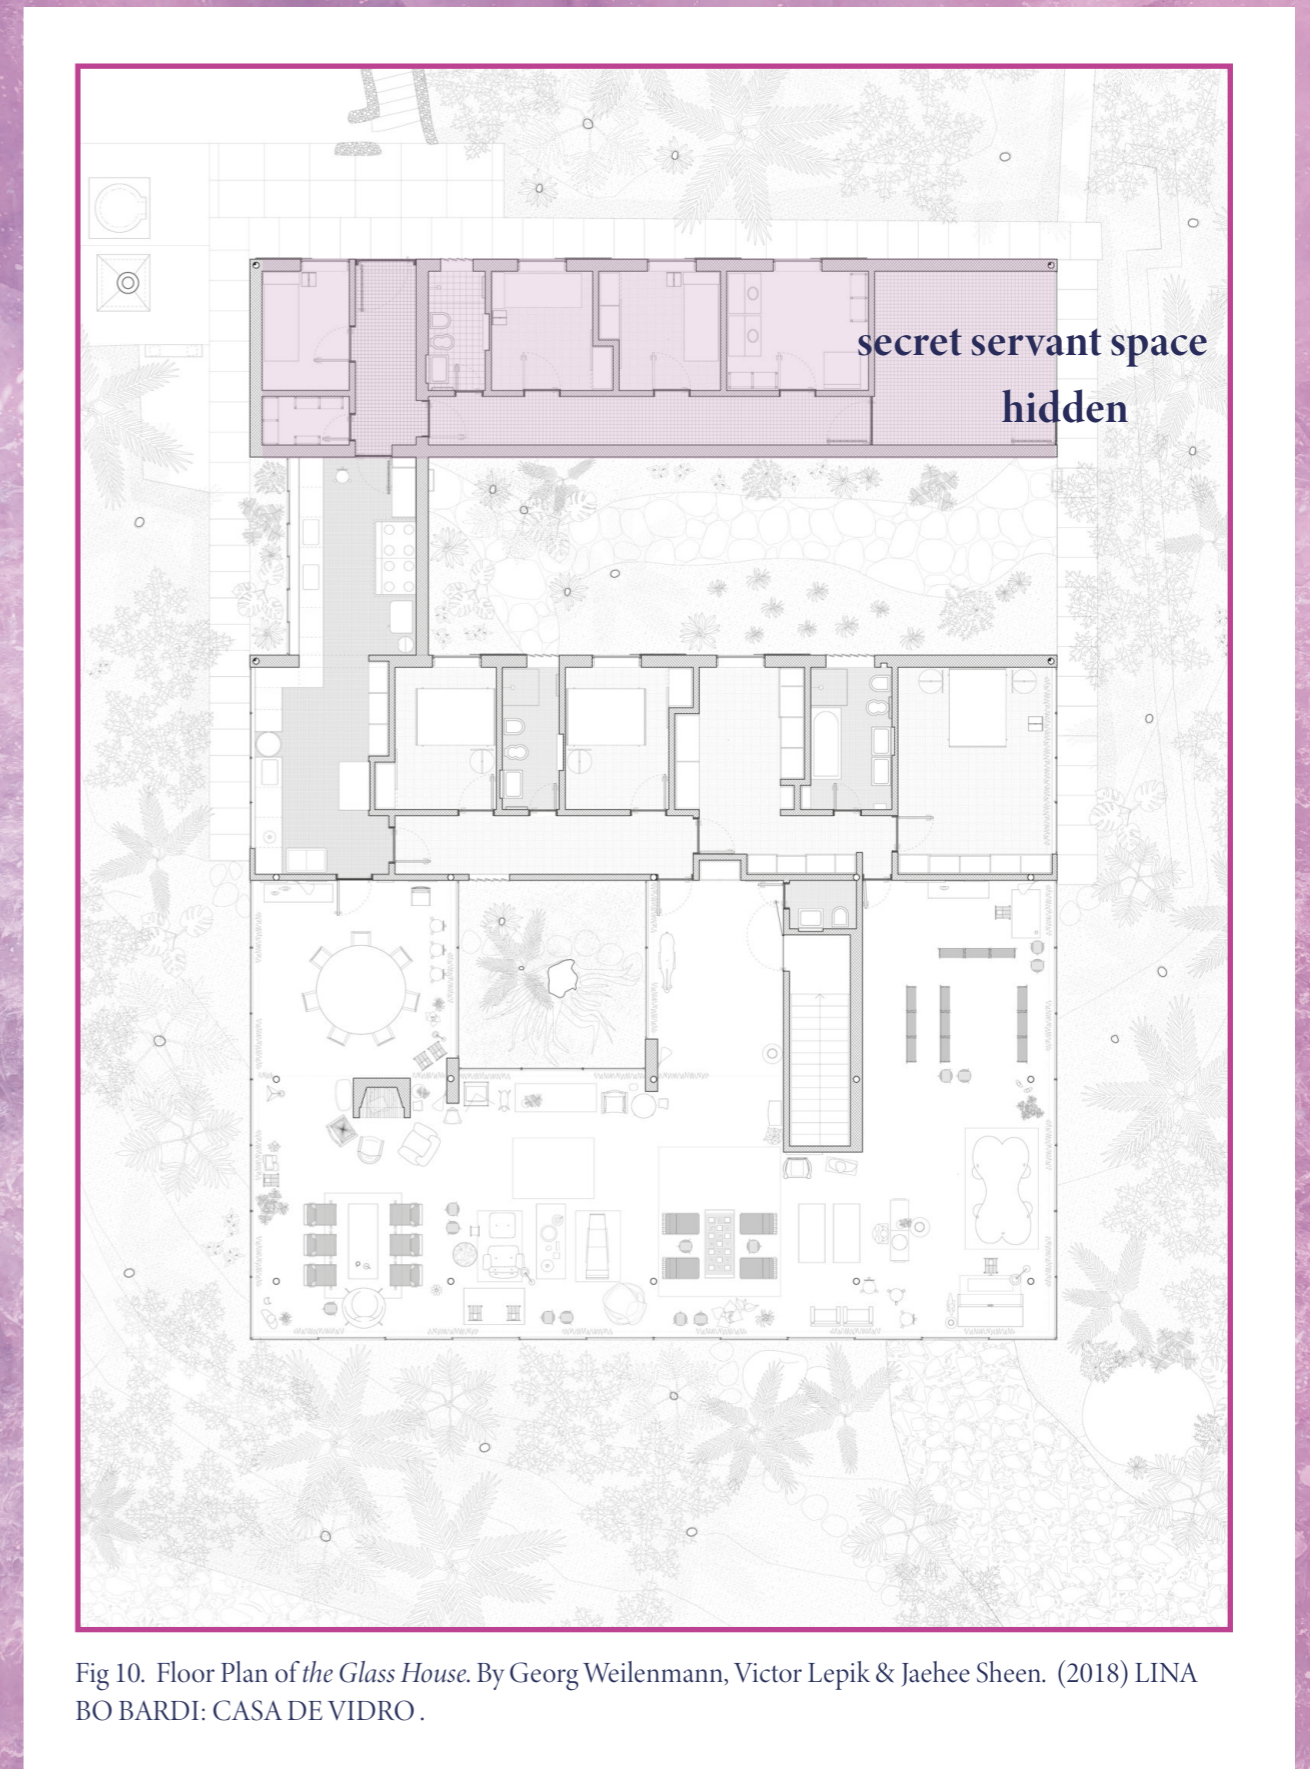 secret servant space
hidden
Fig 10. Floor Plan of the Glass House. By Georg Weilenmann, Victor Lepik & Jaehee Sheen. (2018) LINA
BO BARDI: CASA DE VIDRO .